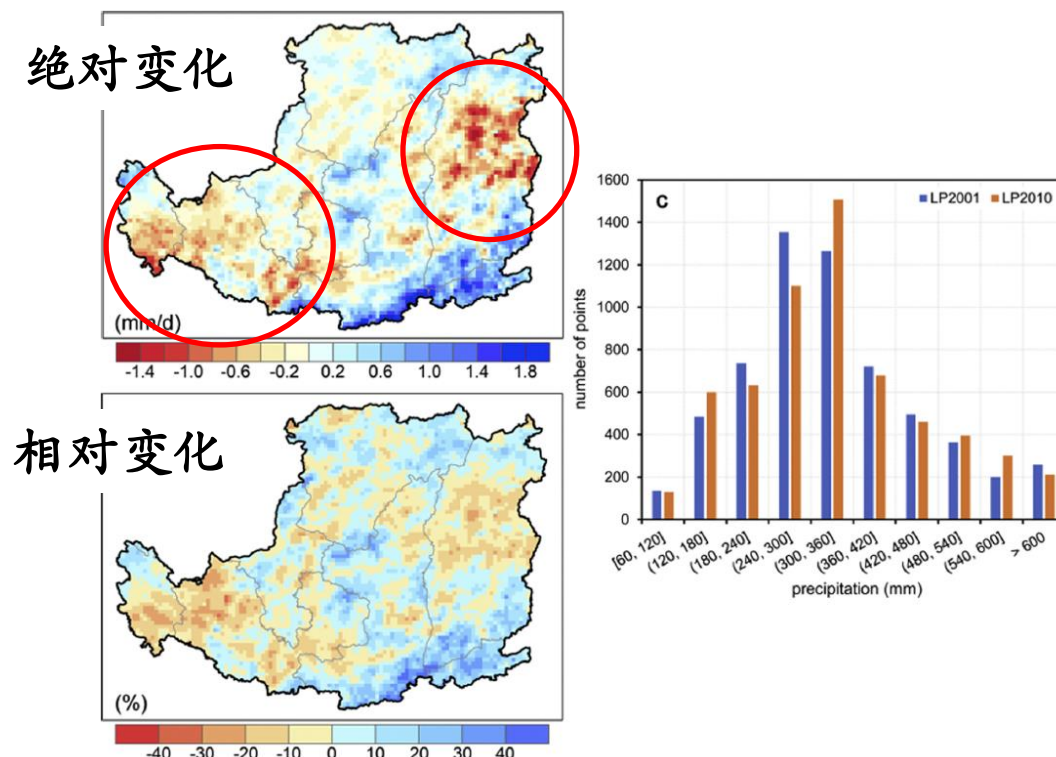 绝对变化
(mm/d)
-1.4 -1.0 -0.6 -0.2 0.2 0.6 1.0 1.4 1.8
相对变化
(%)
-40 -30 -20 -10 0 10 20 30 40
C
LP2001 LP2010
number of points
1600
1400
1200
1000
800
600
400
200
0
[60, 120] (120, 180] (180, 240] (240, 300] (300, 360] (360, 420] (420, 480] (480, 540] (540, 600] > 600
precipitation (mm)